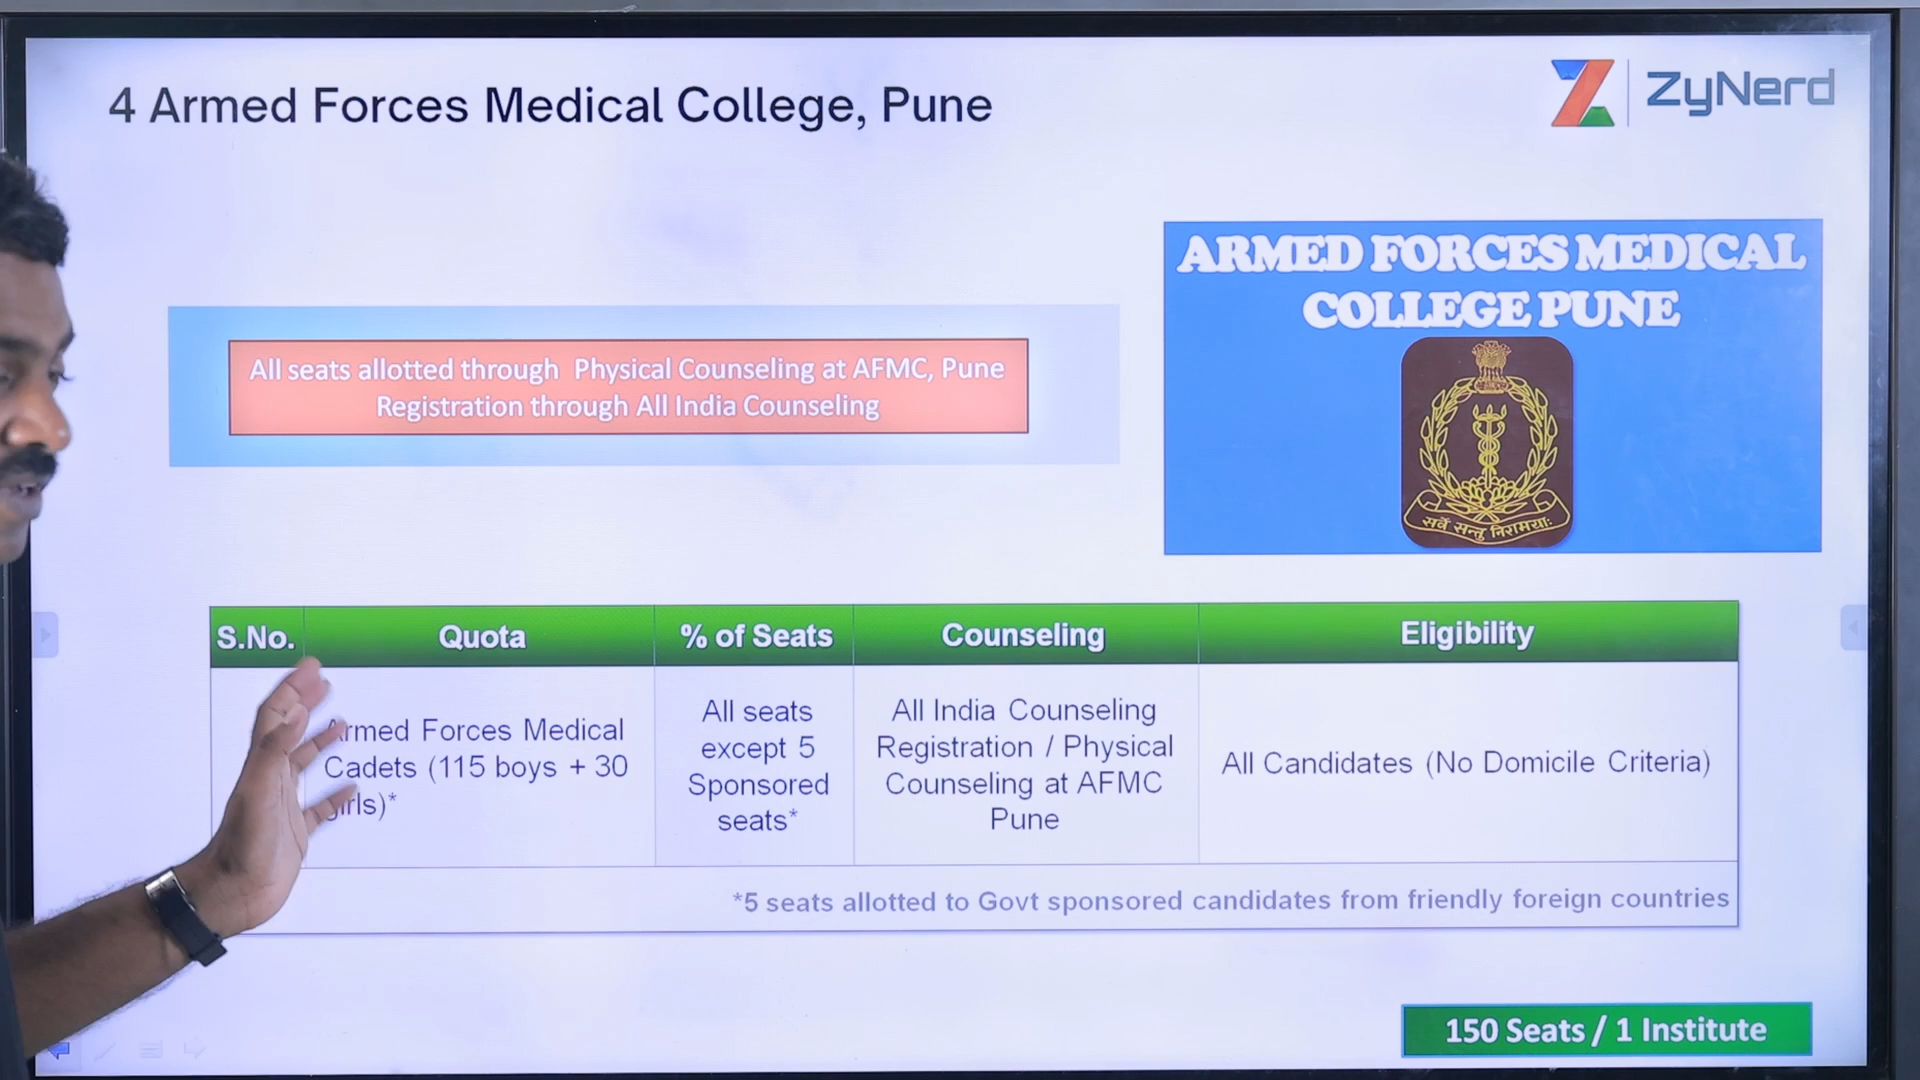 4 Armed Forces Medical College, Pune
ZyNerd
ARMED FORCES MEDICAL
COLLEGE PUNE
सर्वे सन्तु निरामयाः
All seats allotted through Physical Counseling at AFMC, Pune
Registration through All India Counseling
S.No. Quota % of Seats Counseling Eligibility
Armed Forces Medical
Cadets (115 boys + 30
girls)*
All seats
except 5
Sponsored
seats*
All India Counseling
Registration / Physical
Counseling at AFMC
Pune
All Candidates (No Domicile Criteria)
*5 seats allotted to Govt sponsored candidates from friendly foreign countries
150 Seats / 1 Institute